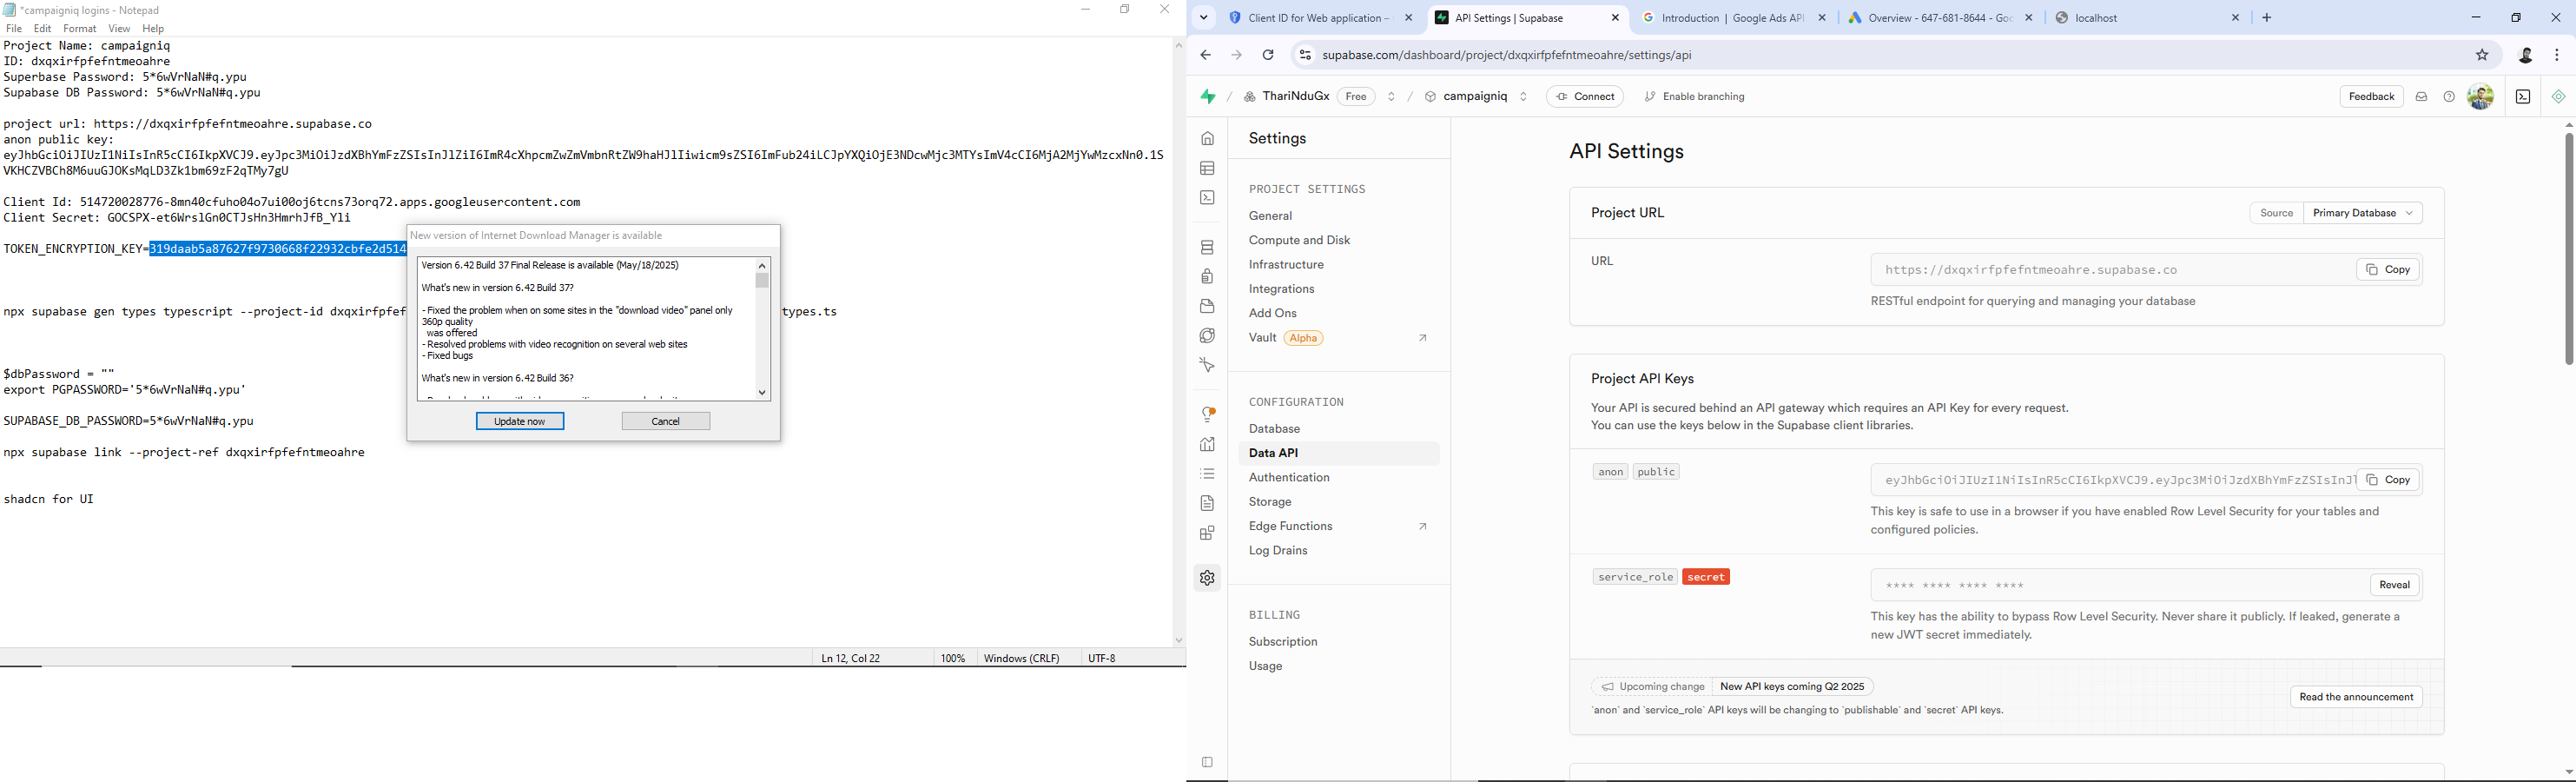 *campaigniq logins - Notepad
File Edit Format View Help
Project Name: campaigniq
ID: dxqxirfpfefntmeoahre
Superbase Password: 5*6wVrNaN#q.ypu
Supabase DB Password: 5*6wVrNaN#q.ypu
project url: https://dxqxirfpfefntmeoahre.supabase.co
anon public key:
eyJhbGciOiJIUzI1NiIsInR5cCI6IkpXVCJ9.eyJpc3MiOiJzdXBhYmFzZSIsInJlZiI6ImR4cXhpcmZwZmVmbnRtZW9haHJlIiwicm9sZSI6ImFub24iLCJpYXQiOjE3NDcwMjc3MTYsImV4cCI6MjA2MjYwMzcxNn0.1S
VKHCZVBCh8M6uuGJOKsMqLD3Zk1bm69zF2qTMy7gU
Client Id: 514720028776-8mn40cfuho04o7ui00oj6tcns73orq72.apps.googleusercontent.com
Client Secret: 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
TOKEN_ENCRYPTION_KEY=319daab5a87627f9730668f22932cbfe2d514
npx supabase gen types typescript --project-id dxqxirfpfef
types.ts
$dbPassword = ""
export PGPASSWORD='5*6wVrNaN#q.ypu'
SUPABASE_DB_PASSWORD=5*6wVrNaN#q.ypu
npx supabase link --project-ref dxqxirfpfefntmeoahre
shadcn for UI
Ln 12, Col 22 100% Windows (CRLF) UTF-8
New version of Internet Download Manager is available
Version 6.42 Build 37 Final Release is available (May/18/2025)
What's new in version 6.42 Build 37?
- Fixed the problem when on some sites in the "download video" panel only
360p quality
was offered
- Resolved problems with video recognition on several web sites
- Fixed bugs
What's new in version 6.42 Build 36?
Update now Cancel
Client ID for Web application –
API Settings | Supabase
Introduction | Google Ads API
Overview - 647-681-8644 - Goo
localhost
supabase.com/dashboard/project/dxqxirfpfefntmeoahre/settings/api
/ ThariNduGx Free / campaigniq Connect Enable branching
Feedback
Settings
PROJECT SETTINGS
General
Compute and Disk
Infrastructure
Integrations
Add Ons
Vault Alpha
CONFIGURATION
Database
Data API
Authentication
Storage
Edge Functions
Log Drains
BILLING
Subscription
Usage
API Settings
Project URL
Source Primary Database
URL
https://dxqxirfpfefntmeoahre.supabase.co
Copy
RESTful endpoint for querying and managing your database
Project API Keys
Your API is secured behind an API gateway which requires an API Key for every request.
You can use the keys below in the Supabase client libraries.
anon public
eyJhbGciOiJIUzI1NiIsInR5cCI6IkpXVCJ9.eyJpc3MiOiJzdXBhYmFzZSIsInJ
Copy
This key is safe to use in a browser if you have enabled Row Level Security for your tables and
configured policies.
service_role secret
**** **** **** ****
Reveal
This key has the ability to bypass Row Level Security. Never share it publicly. If leaked, generate a
new JWT secret immediately.
Upcoming change New API keys coming Q2 2025
`anon` and `service_role` API keys will be changing to `publishable` and `secret` API keys.
Read the announcement